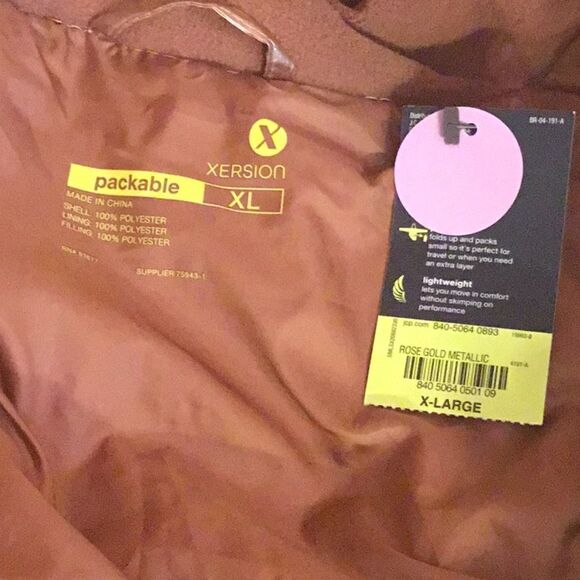 XERSION
packable XL
MADE IN CHINA
SHELL: 100% POLYESTER
LINING: 100% POLYESTER
FILLING: 100% POLYESTER
SUPPLIER 75943-1
BR-04-191-A
folds up and packs
small so it's perfect for
travel or when you need
an extra layer
lightweight
lets you move in comfort
without skimping on
performance
jcp.com 840-5064 0893
ROSE GOLD METALLIC
840 5064 0501 09
X-LARGE